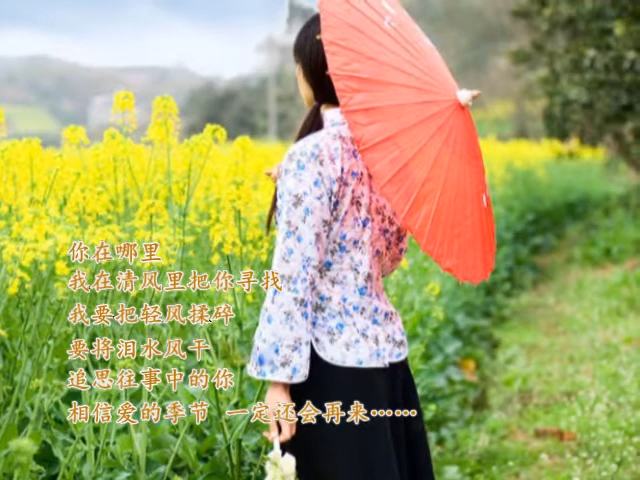 你在哪里
我在清风里把你寻找
我要把轻风揉碎
要将泪水风干
追思往事中的你
相信爱的季节 一定还会再来……